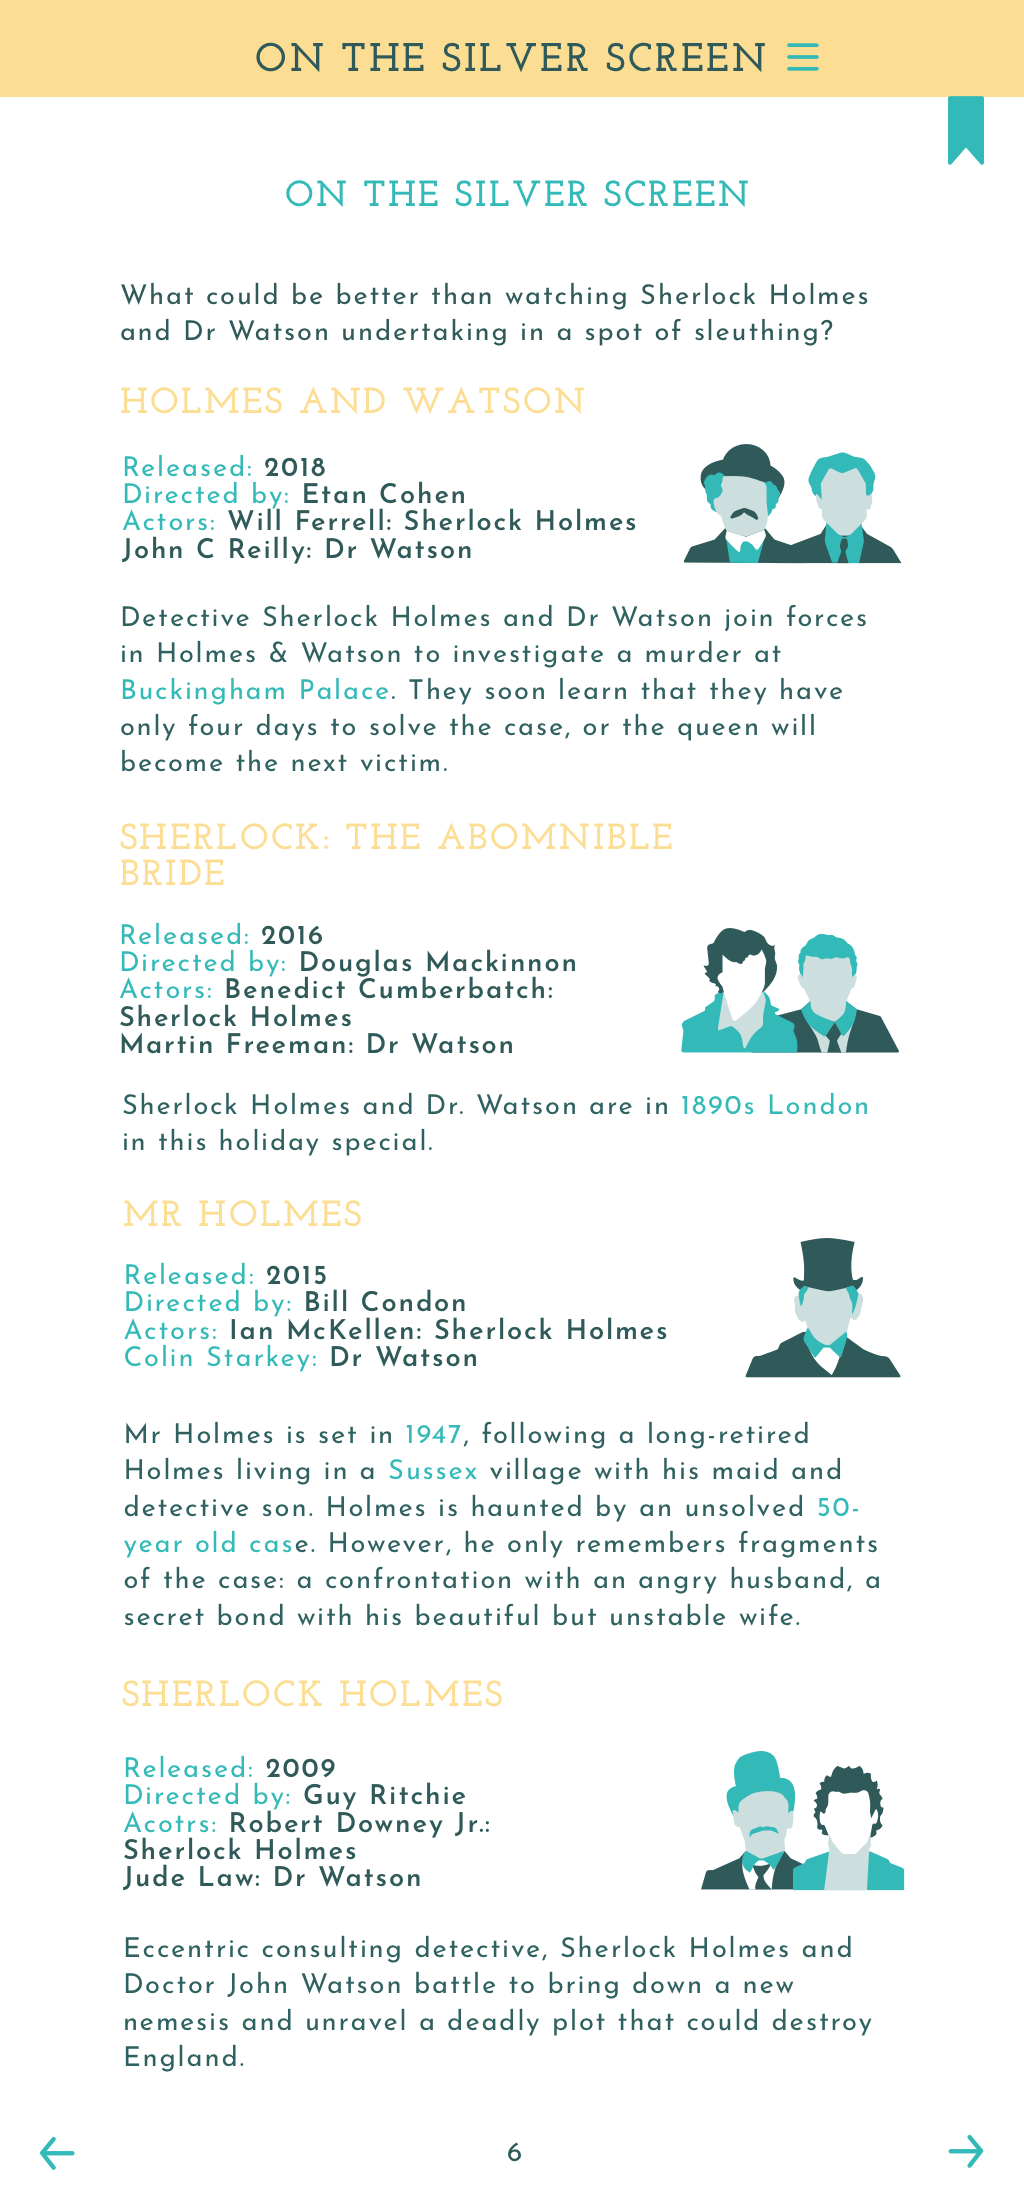 ON THE SILVER SCREEN
ON THE SILVER SCREEN
What could be better than watching Sherlock Holmes
and Dr Watson undertaking in a spot of sleuthing?
HOLMES AND WATSON
Released: 2018
Directed by: Etan Cohen
Actors: Will Ferrell: Sherlock Holmes
John C Reilly: Dr Watson
Detective Sherlock Holmes and Dr Watson join forces
in Holmes & Watson to investigate a murder at
Buckingham Palace. They soon learn that they have
only four days to solve the case, or the queen will
become the next victim.
SHERLOCK: THE ABOMNIBLE
BRIDE
Released: 2016
Directed by: Douglas Mackinnon
Actors: Benedict Cumberbatch:
Sherlock Holmes
Martin Freeman: Dr Watson
Sherlock Holmes and Dr. Watson are in 1890s London
in this holiday special.
MR HOLMES
Released: 2015
Directed by: Bill Condon
Actors: Ian McKellen: Sherlock Holmes
Colin Starkey: Dr Watson
Mr Holmes is set in 1947, following a long-retired
Holmes living in a Sussex village with his maid and
detective son. Holmes is haunted by an unsolved 50-
year old case. However, he only remembers fragments
of the case: a confrontation with an angry husband, a
secret bond with his beautiful but unstable wife.
SHERLOCK HOLMES
Released: 2009
Directed by: Guy Ritchie
Acotrs: Robert Downey Jr.:
Sherlock Holmes
Jude Law: Dr Watson
Eccentric consulting detective, Sherlock Holmes and
Doctor John Watson battle to bring down a new
nemesis and unravel a deadly plot that could destroy
England.
6